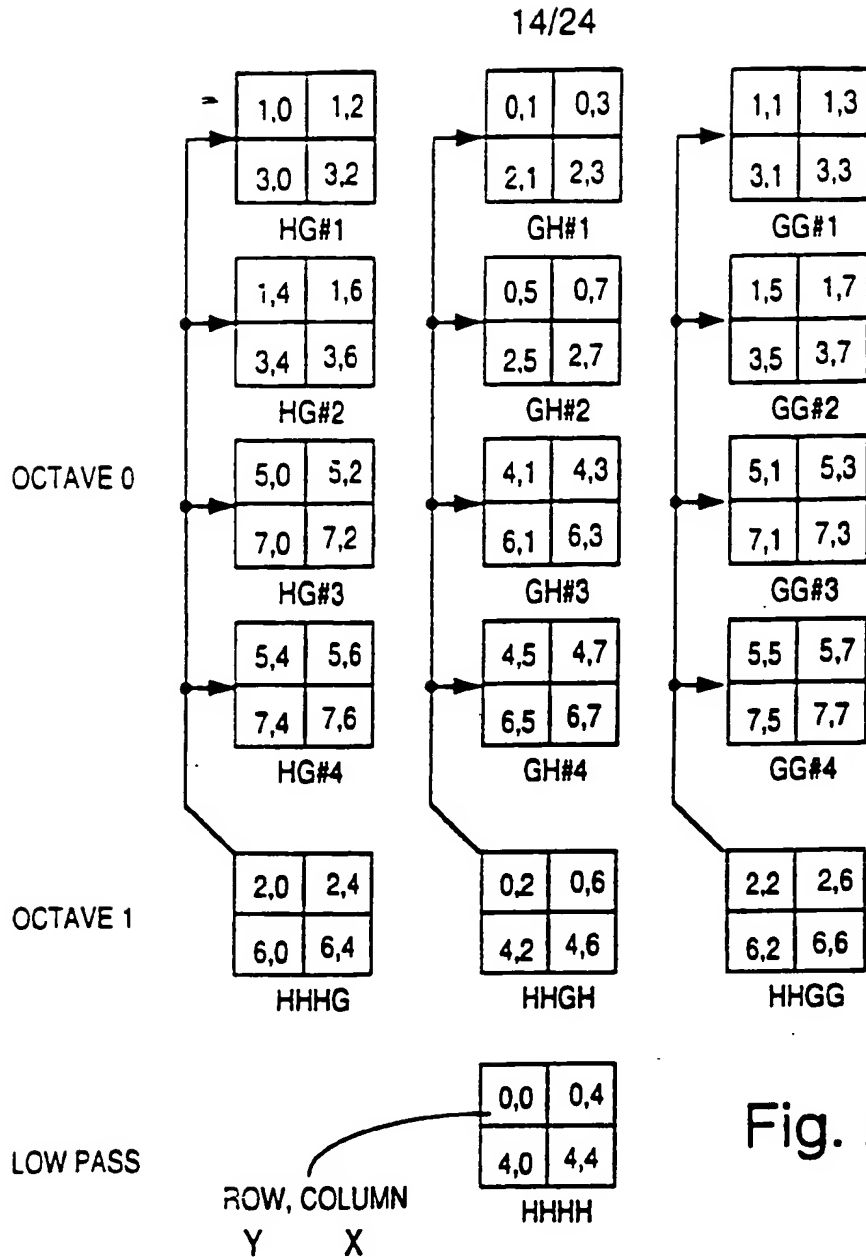 14/24
1,0 1,2 0,1 0,3 1,1 1,3
3,0 3,2 2,1 2,3 3,1 3,3
HG#1 GH#1 GG#1
1,4 1,6 0,5 0,7 1,5 1,7
3,4 3,6 2,5 2,7 3,5 3,7
HG#2 GH#2 GG#2
OCTAVE 0
5,0 5,2 4,1 4,3 5,1 5,3
7,0 7,2 6,1 6,3 7,1 7,3
HG#3 GH#3 GG#3
5,4 5,6 4,5 4,7 5,5 5,7
7,4 7,6 6,5 6,7 7,5 7,7
HG#4 GH#4 GG#4
OCTAVE 1
2,0 2,4 0,2 0,6 2,2 2,6
6,0 6,4 4,2 4,6 6,2 6,6
HHHG HHGH HHGG
0,0 0,4
4,0 4,4
HHHH
Fig.
LOW PASS
ROW, COLUMN
Y X